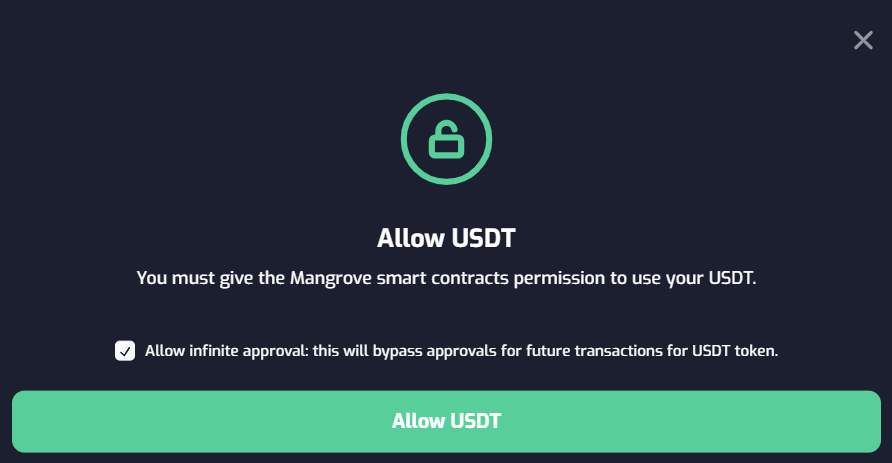 Allow USDT
You must give the Mangrove smart contracts permission to use your USDT.
Allow infinite approval: this will bypass approvals for future transactions for USDT token.
Allow USDT